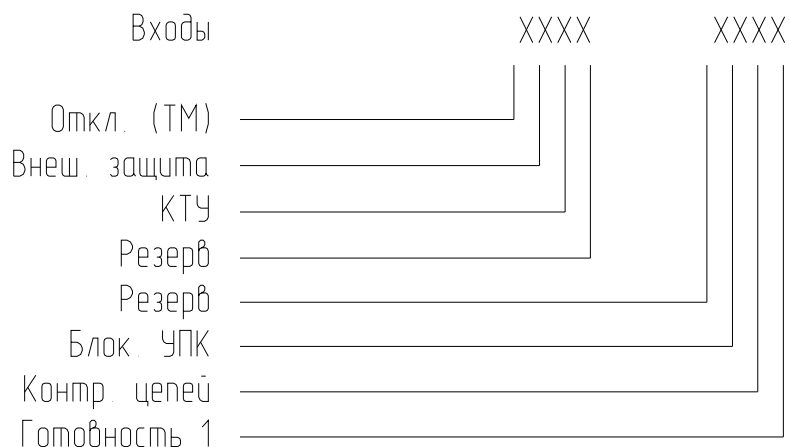 Входы XXXX XXXX
Откл. (ТМ)
Внеш. защита
КТУ
Резерв
Резерв
Блок. УПК
Контр. цепей
Готовность 1